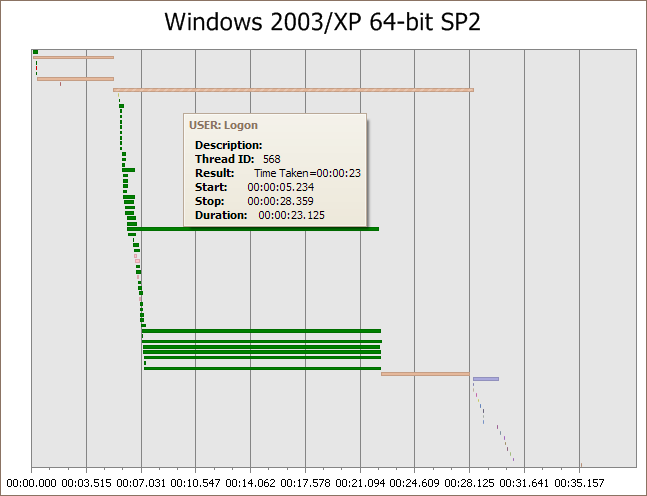 Windows 2003/XP 64-bit SP2
USER: Logon
Description:
Thread ID: 568
Result: Time Taken=00:00:23
Start: 00:00:05.234
Stop: 00:00:28.359
Duration: 00:00:23.125
00:00.000 00:03.515 00:07.031 00:10.547 00:14.062 00:17.578 00:21.094 00:24.609 00:28.125 00:31.641 00:35.157